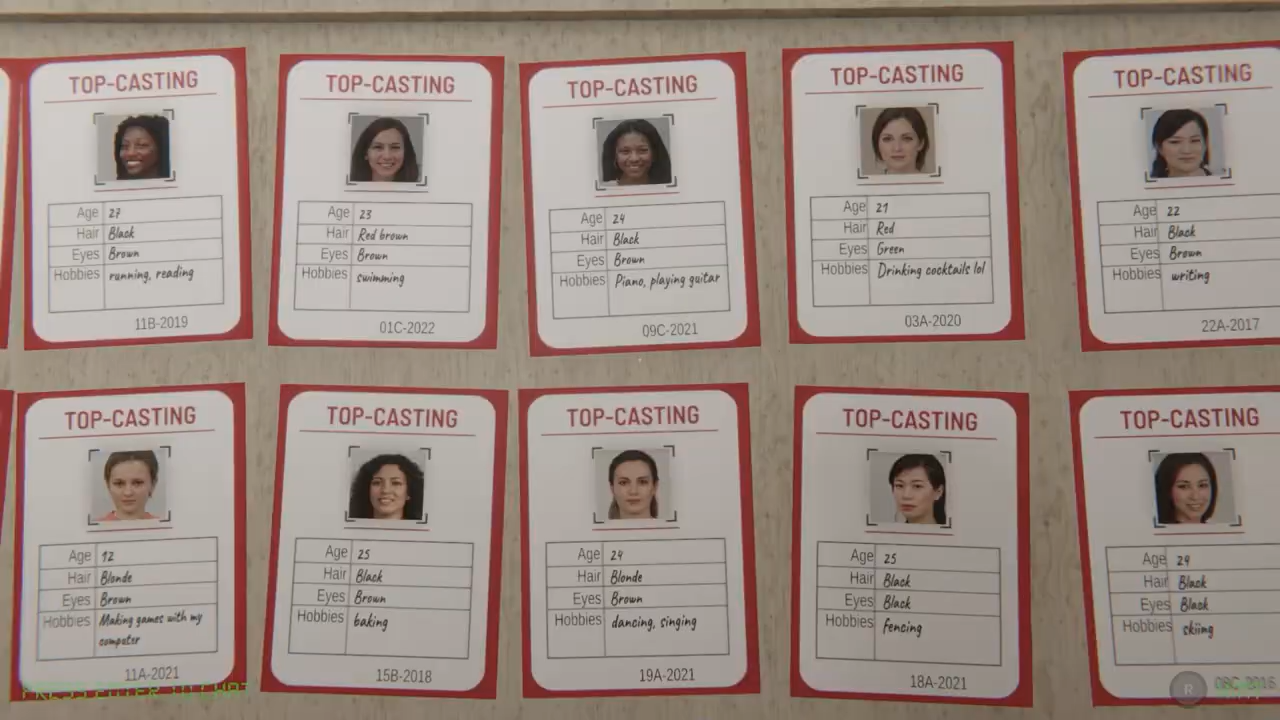 TOP-CASTING
Age 27
Hair Black
Eyes Brown
Hobbies running, reading
11B-2019
TOP-CASTING
Age 23
Hair Red brown
Eyes Brown
Hobbies swimming
01C-2022
TOP-CASTING
Age 24
Hair Black
Eyes Brown
Hobbies Piano, playing guitar
09C-2021
TOP-CASTING
Age 21
Hair Red
Eyes Green
Hobbies Drinking cocktails lol
03A-2020
TOP-CASTING
Age 22
Hair Black
Eyes Brown
Hobbies writing
22A-2017
TOP-CASTING
Age 12
Hair Blonde
Eyes Brown
Hobbies Making games with my
computer
11A-2021
TOP-CASTING
Age 25
Hair Black
Eyes Brown
Hobbies baking
15B-2018
TOP-CASTING
Age 24
Hair Blonde
Eyes Brown
Hobbies dancing, singing
19A-2021
TOP-CASTING
Age 25
Hair Black
Eyes Black
Hobbies fencing
18A-2021
TOP-CASTING
Age 24
Hair Black
Eyes Black
Hobbies skiing
PRESS ENTER TO CHAT
R